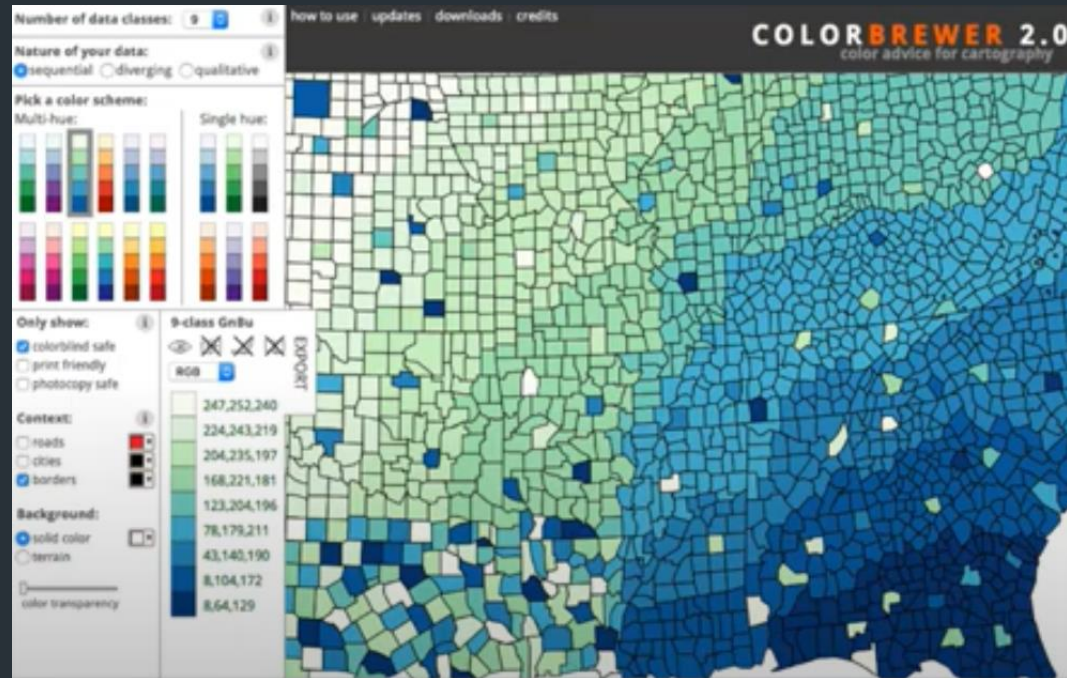 Number of data classes: 9 i
how to use updates downloads credits
COLORBREWER 2.0
color advice for cartography
Nature of your data: i
sequential diverging qualitative
Pick a color scheme:
Multi-hue: Single hue:
Only show: i
colorblind safe
print friendly
photocopy safe
Context: i
roads
cities
borders
Background:
solid color
terrain
color transparency
9-class GnBu
EXPORT
RGB
247,252,240
224,243,219
204,235,197
168,221,181
123,204,196
78,179,211
43,140,190
8,104,172
8,64,129